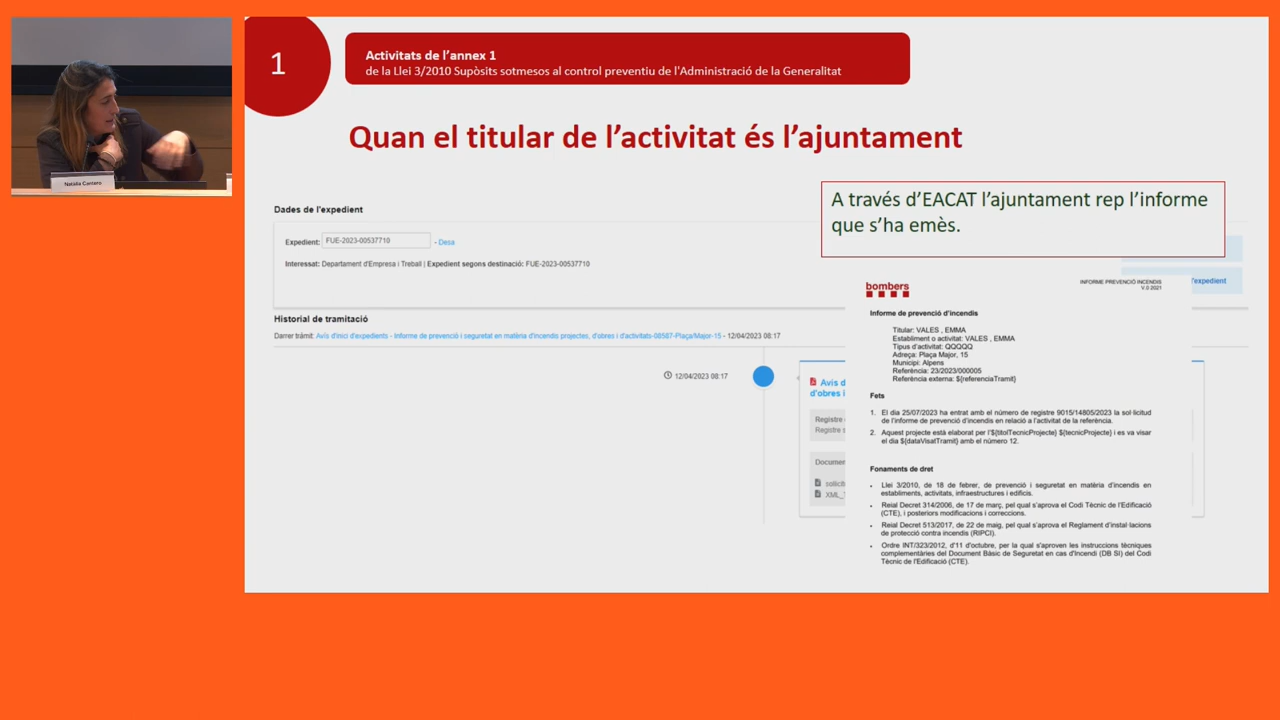 1
Activitats de l'annex 1
de la Llei 3/2010 Supòsits sotmesos al control preventiu de l'Administració de la Generalitat
Quan el titular de l'activitat és l'ajuntament
A través d'EACAT l'ajuntament rep l'informe
que s'ha emès.
Dades de l'expedient
Expedient: FUE-2023-00537710 - Desa
Interessat: Departament d'Empresa i Treball | Expedient segons destinació: FUE-2023-00537710
l'expedient
Historial de tramitació
Darrer tràmit: Avís d'inici d'expedients - Informe de prevenció i seguretat en matèria d'incendis projectes, d'obres i d'activitats-08587-Plaça/Major-15 - 12/04/2023 08:17
12/04/2023 08:17
Avís d
d'obres i
Registre
Registre s
Documen
sol·licit
XML_
bombers
INFORME PREVENCIÓ INCENDIS
V.0 2021
Informe de prevenció d'incendis
Titular: VALES , EMMA
Establiment o activitat: VALES , EMMA
Tipus d'activitat: QQQQQ
Adreça: Plaça Major, 15
Municipi: Alpens
Referència: 23/2023/000005
Referència externa: ${referenciaTramit}
Fets
1. El dia 25/07/2023 ha entrat amb el número de registre 9015/14805/2023 la sol·licitud
de l'informe de prevenció d'incendis en relació a l'activitat de la referència.
2. Aquest projecte està elaborat per l'${titolTecnicProjecte} ${tecnicProjecte} i es va visar
el dia ${dataVisatTramit} amb el número 12.
Fonaments de dret
• Llei 3/2010, de 18 de febrer, de prevenció i seguretat en matèria d'incendis en
establiments, activitats, infraestructures i edificis.
• Reial Decret 314/2006, de 17 de març, pel qual s'aprova el Codi Tècnic de l'Edificació
(CTE), i posteriors modificacions i correccions.
• Reial Decret 513/2017, de 22 de maig, pel qual s'aprova el Reglament d'instal·lacions
de protecció contra incendis (RIPCI).
• Ordre INT/323/2012, d'11 d'octubre, per la qual s'aproven les instruccions tècniques
complementàries del Document Bàsic de Seguretat en cas d'Incendi (DB SI) del Codi
Tècnic de l'Edificació (CTE).
Natàlia Cantero